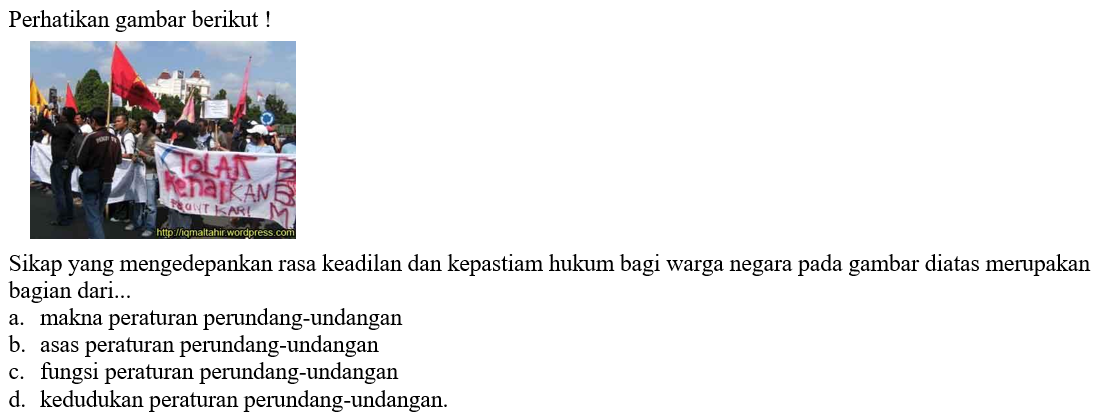 Perhatikan gambar berikut !
TOLAK
KenaIKAN
BBM
FRONT KARI
http://iqmaltahir.wordpress.com
Sikap yang mengedepankan rasa keadilan dan kepastiam hukum bagi warga negara pada gambar diatas merupakan
bagian dari...
a. makna peraturan perundang-undangan
b. asas peraturan perundang-undangan
c. fungsi peraturan perundang-undangan
d. kedudukan peraturan perundang-undangan.